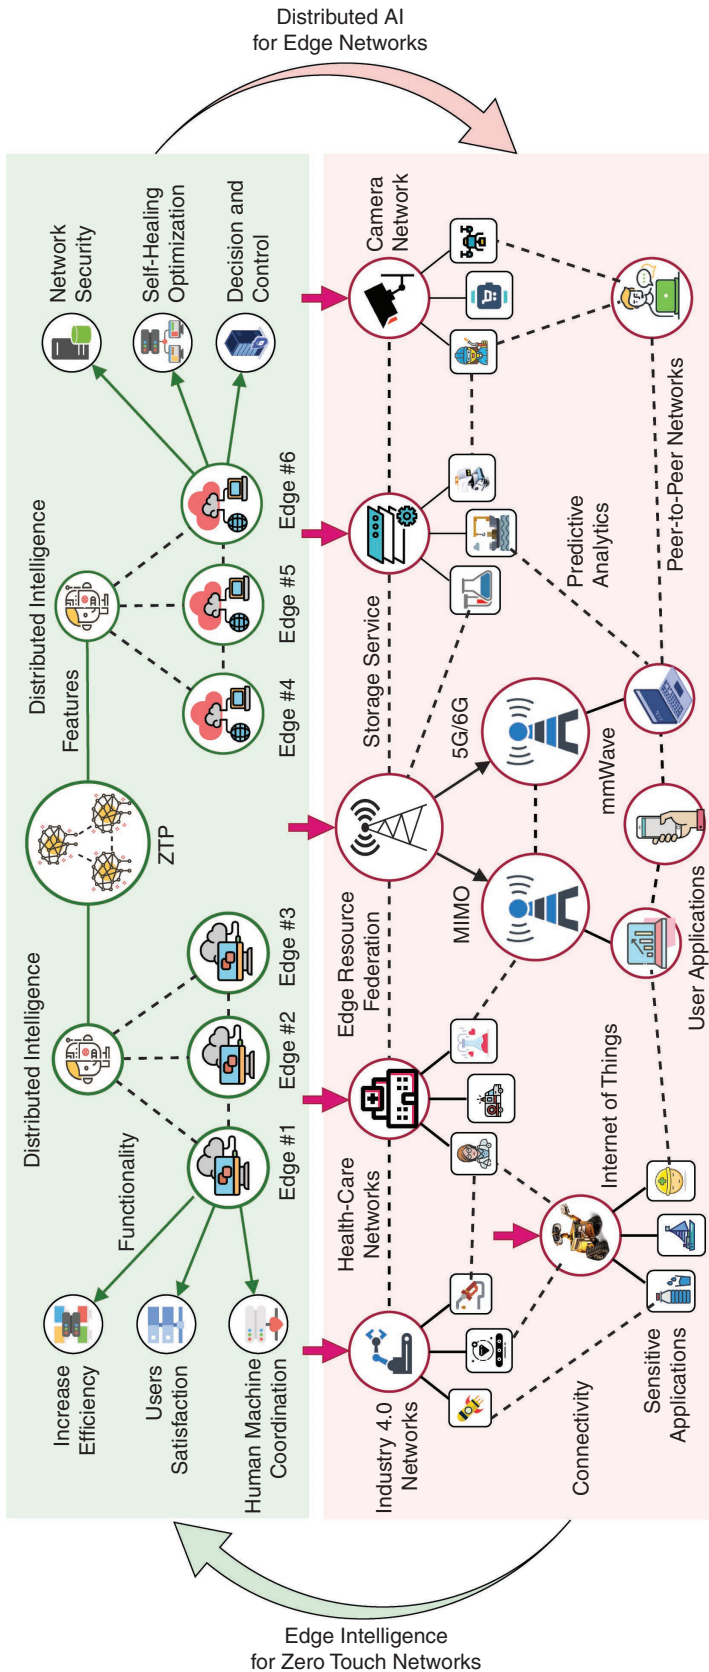 Distributed AI
for Edge Networks
Network
Security
Self-Healing
Optimization
Decision and
Control
Distributed Intelligence
Features
Edge #4
Edge #5
Edge #6
ZTP
Distributed Intelligence
Functionality
Edge #1
Edge #2
Edge #3
Increase
Efficiency
Users
Satisfaction
Human Machine
Coordination
Industry 4.0
Networks
Health-Care
Networks
Edge Resource
Federation
Storage Service
Camera
Network
MIMO
5G/6G
mmWave
Predictive
Analytics
Peer-to-Peer Networks
User Applications
Internet of Things
Connectivity
Sensitive
Applications
Edge Intelligence
for Zero Touch Networks